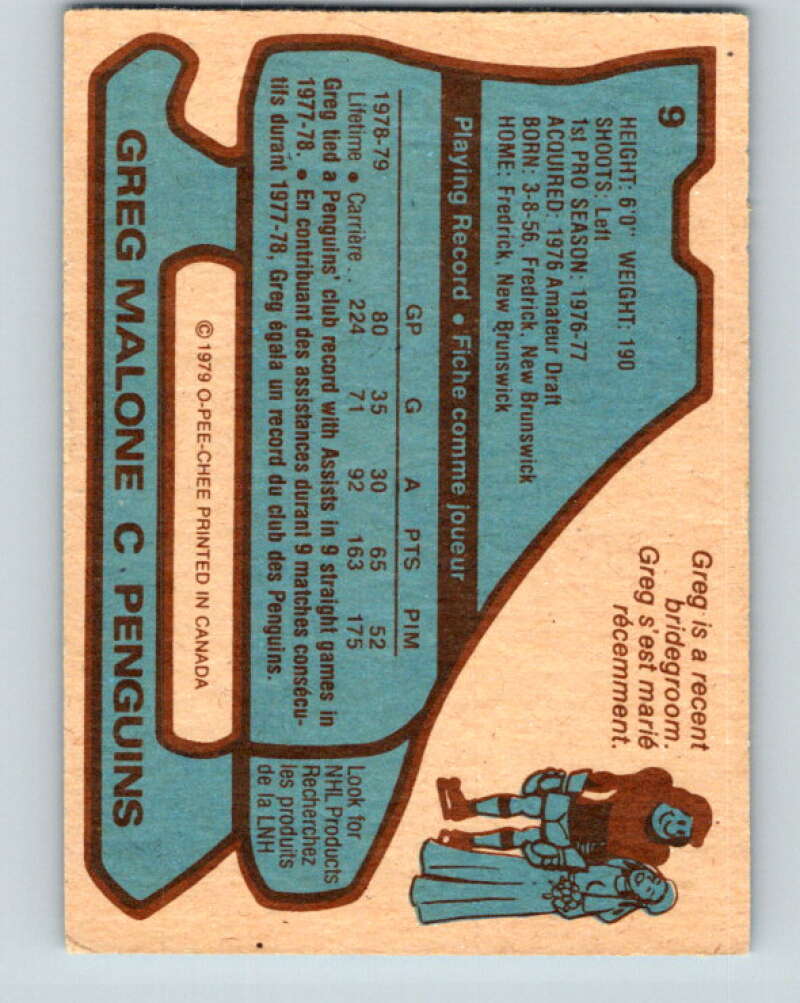 9
HEIGHT: 6'0" WEIGHT: 190
SHOOTS: Left
1st PRO SEASON: 1976-77
ACQUIRED: 1976 Amateur Draft
BORN: 3-8-56, Fredrick, New Brunswick
HOME: Fredrick, New Brunswick
Playing Record • Fiche comme joueur
GP G A PTS PIM
1978-79 80 35 30 65 52
Lifetime • Carrière .. 224 71 92 163 175
Greg tied a Penguins' club record with Assists in 9 straight games in
1977-78. • En contribuant des assistances durant 9 matches consécu-
tifs durant 1977-78, Greg égala un record du club des Penguins.
Greg is a recent
bridegroom.
Greg s'est marié
récemment.
Look for
NHL Products
Recherchez
les produits
de la LNH
© 1979 O-PEE-CHEE PRINTED IN CANADA
GREG MALONE C PENGUINS